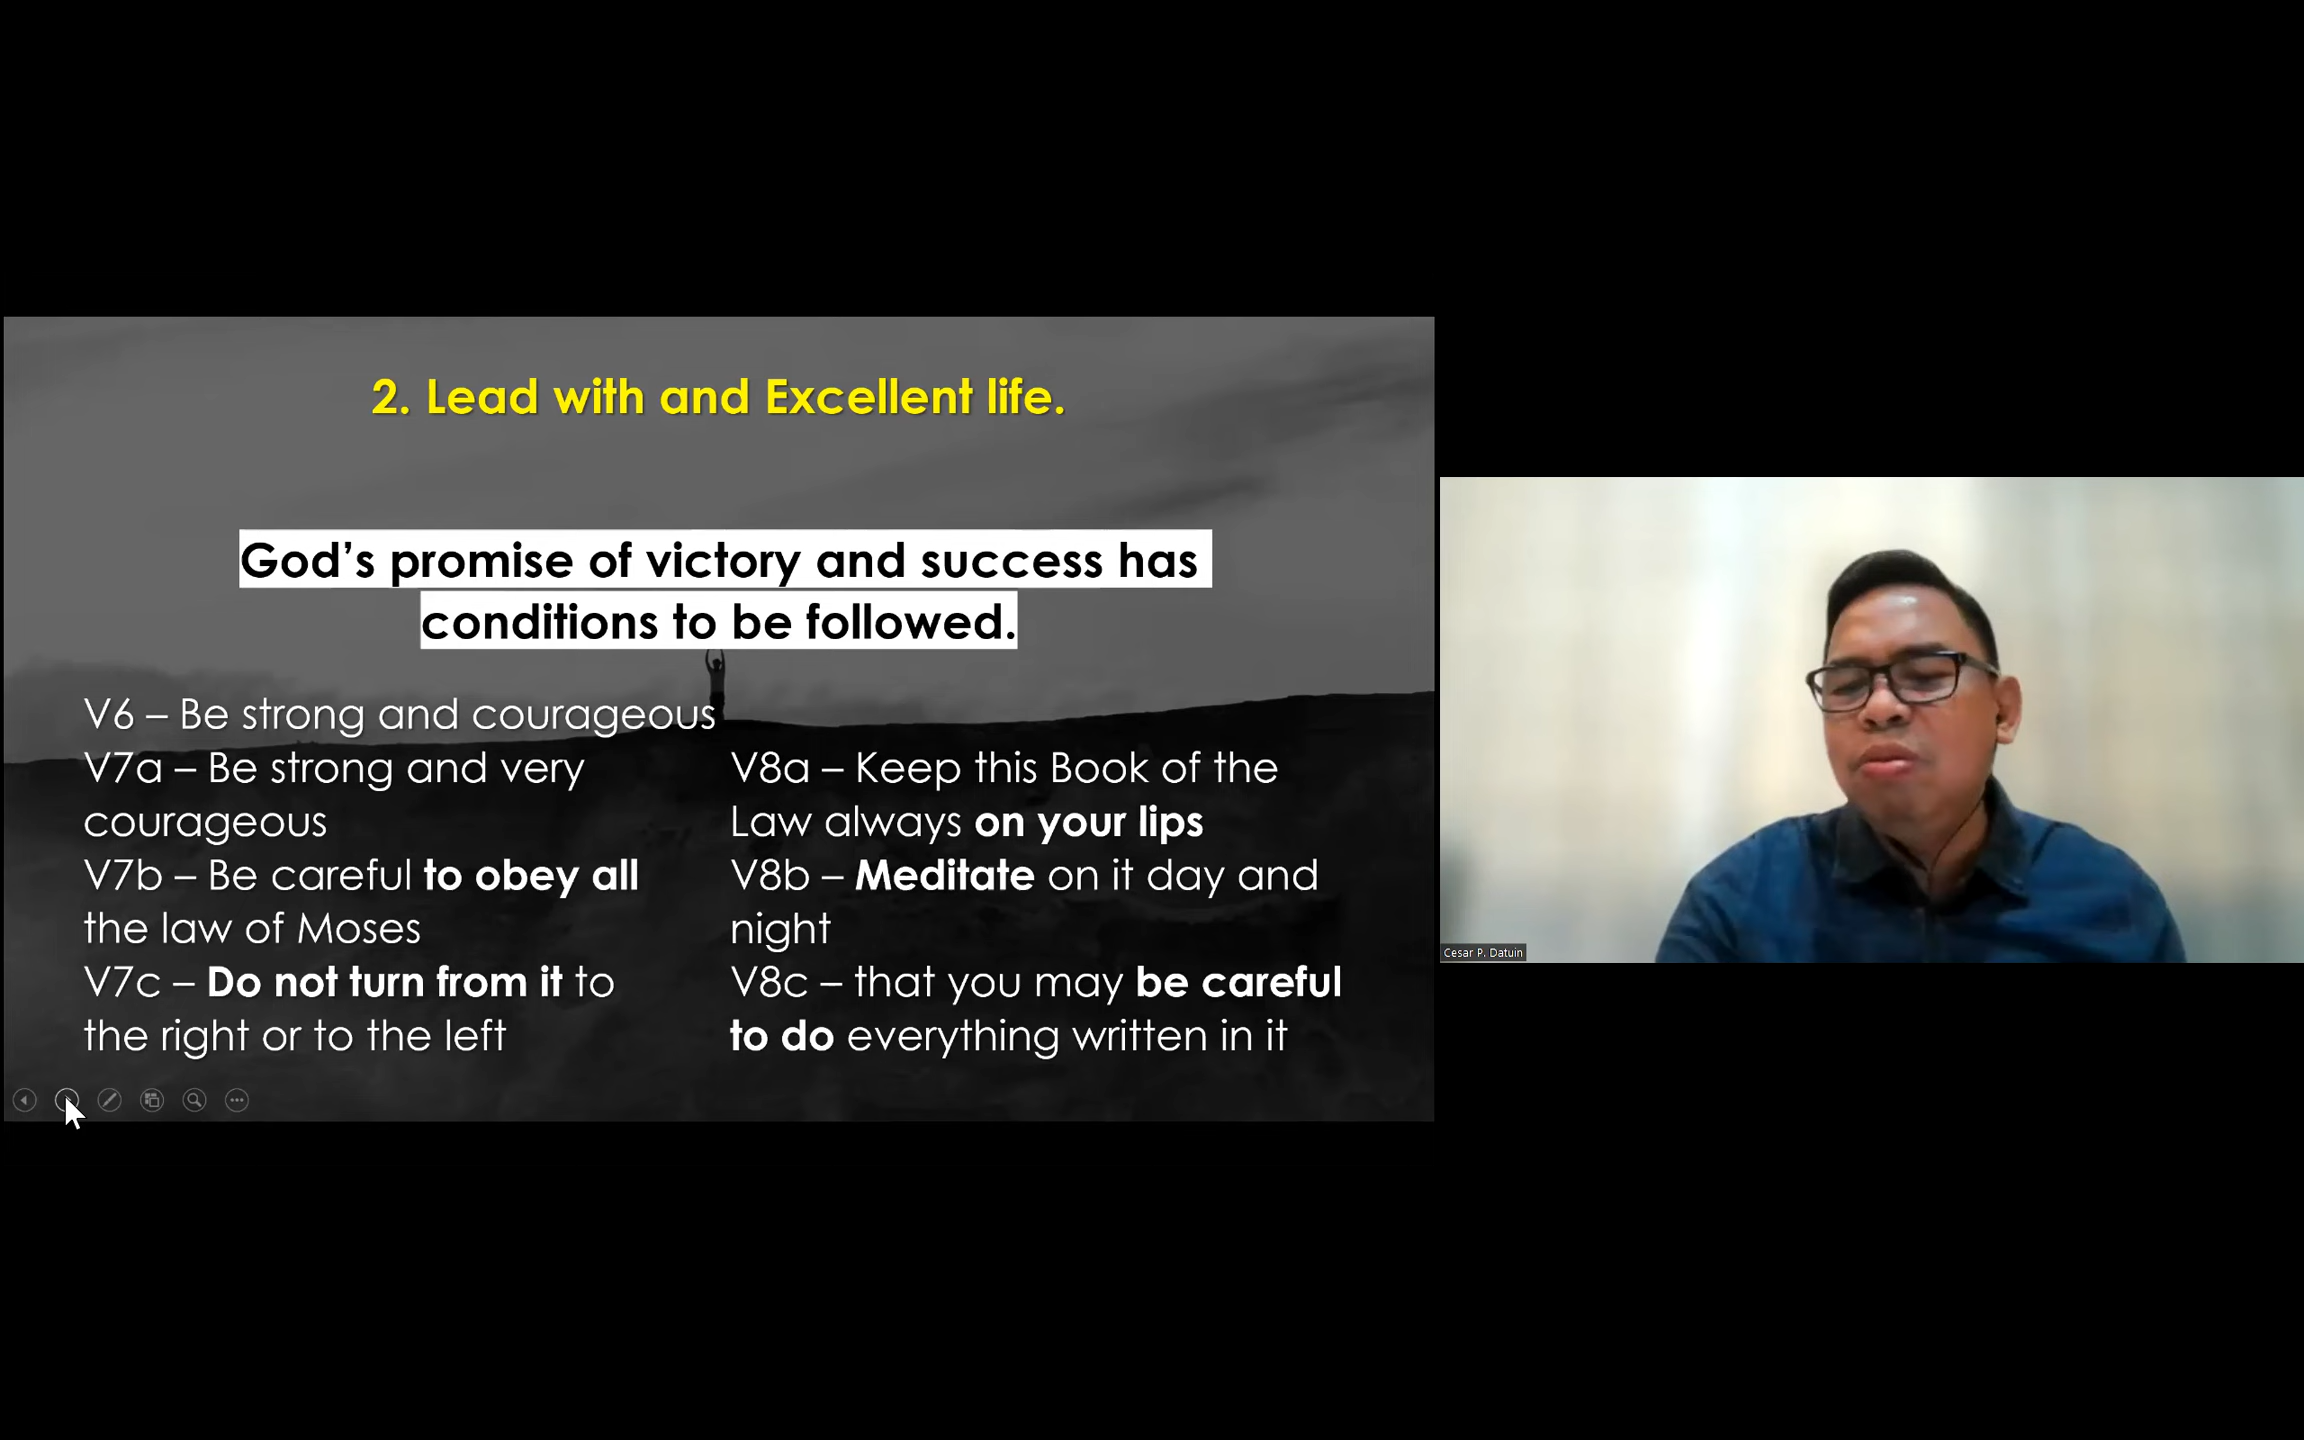 2. Lead with and Excellent life.
God’s promise of victory and success has
conditions to be followed.
V6 – Be strong and courageous
V7a – Be strong and very
courageous
V7b – Be careful to obey all
the law of Moses
V7c – Do not turn from it to
the right or to the left
V8a – Keep this Book of the
Law always on your lips
V8b – Meditate on it day and
night
V8c – that you may be careful
to do everything written in it
Cesar P. Datuin